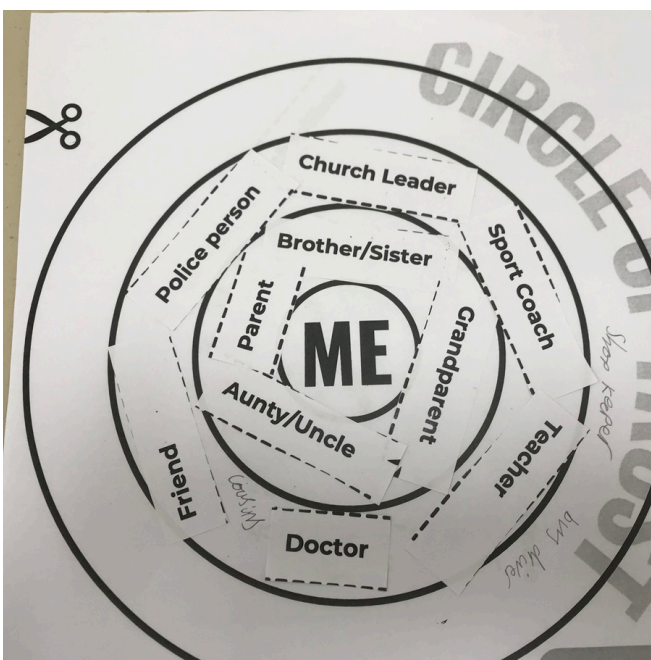 CIRCLE OF TRUST
Church Leader
Police person
Sport Coach
Brother/Sister
Parent
ME
Grandparent
Aunty/Uncle
Teacher
Friend
Doctor
cousins
shop keeper
bus driver